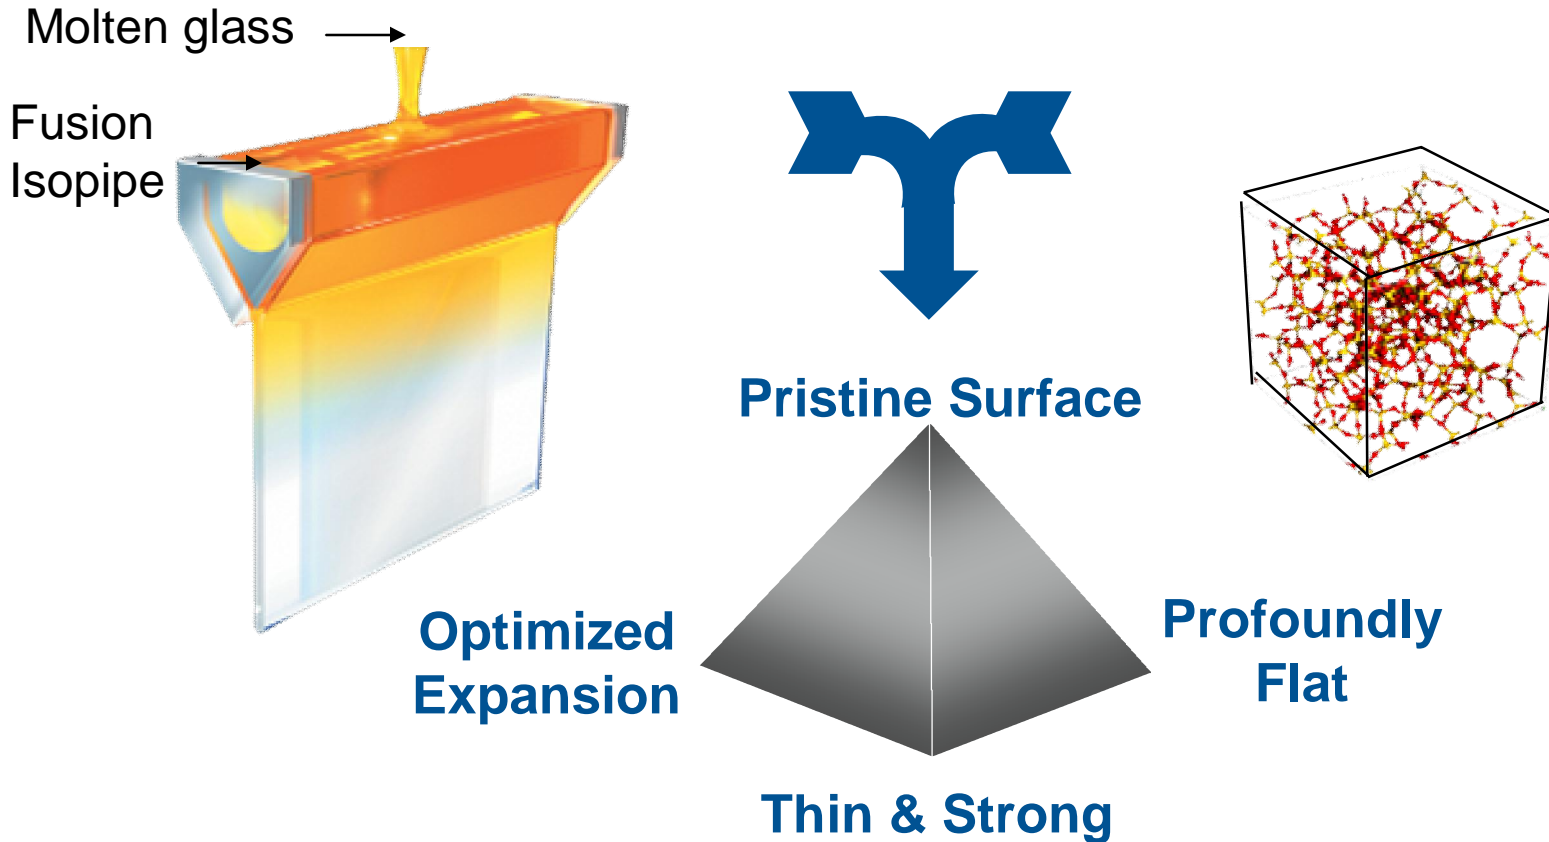 Molten glass
Fusion
Isopipe
Pristine Surface
Optimized
Expansion
Profoundly
Flat
Thin & Strong